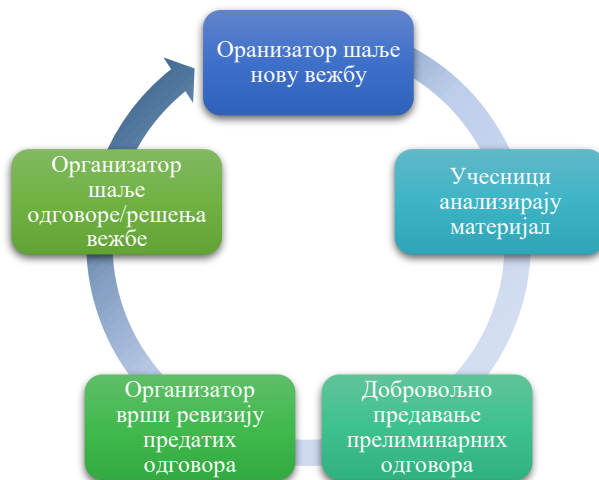 Оранизатор шаље
нову вежбу
Учесници
анализирају
материјал
Добровољно
предавање
прелиминарних
одговора
Организатор
врши ревизију
предатих
одговора
Организатор
шаље
одговоре/решења
вежбе